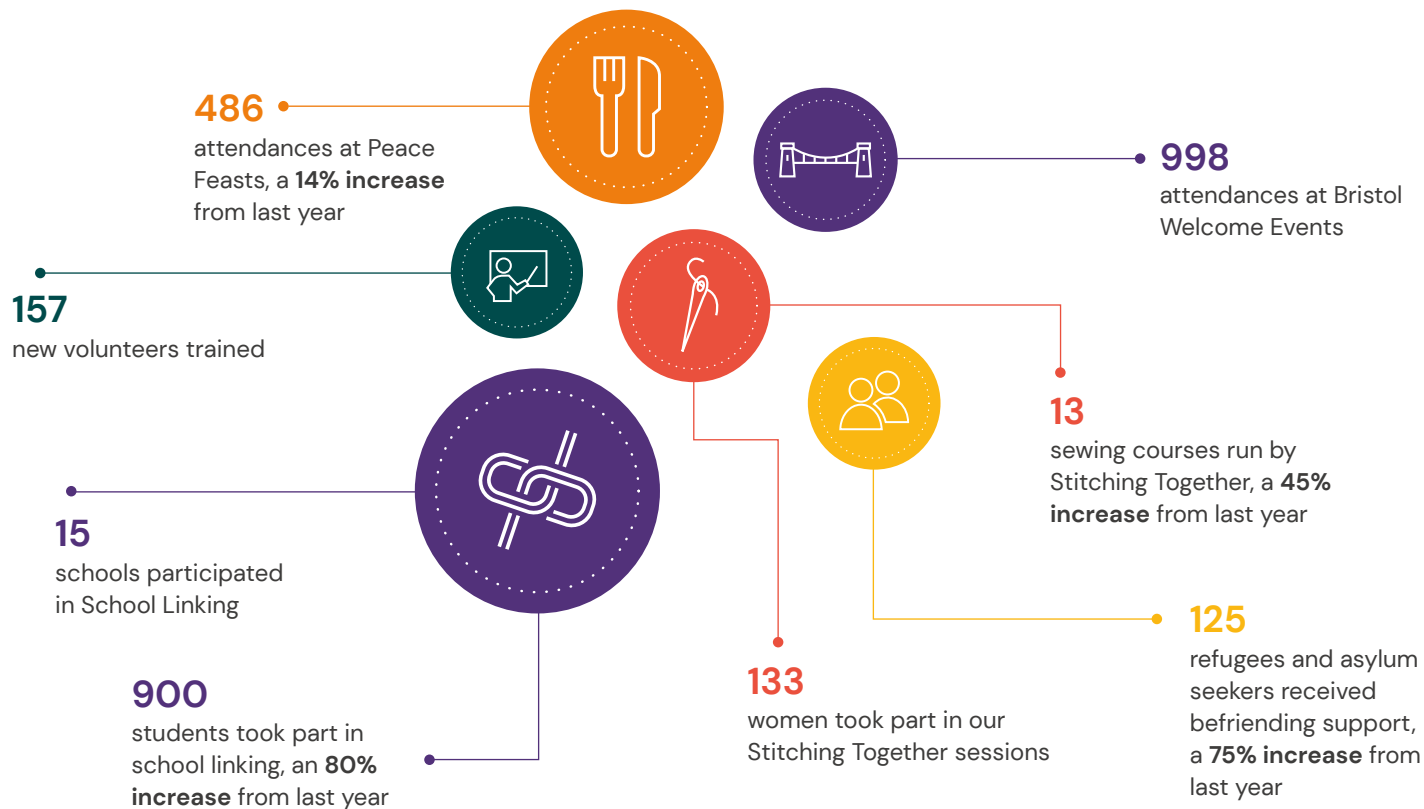 486
attendances at Peace
Feasts, a 14% increase
from last year
998
attendances at Bristol
Welcome Events
157
new volunteers trained
13
sewing courses run by
Stitching Together, a 45%
increase from last year
15
schools participated
in School Linking
125
refugees and asylum
seekers received
befriending support,
a 75% increase from
last year
133
women took part in our
Stitching Together sessions
900
students took part in
school linking, an 80%
increase from last year